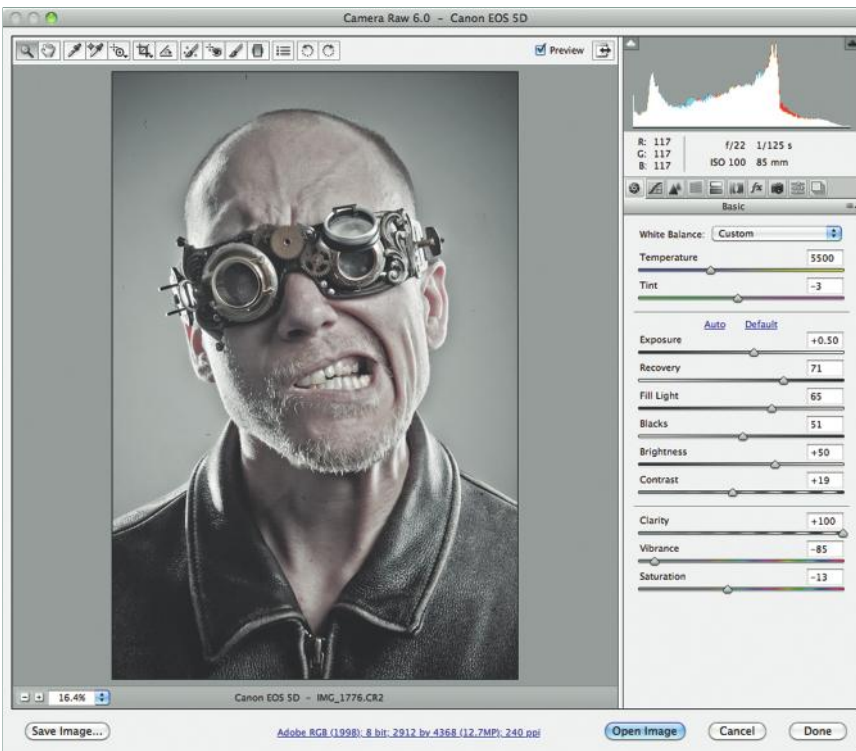 Camera Raw 6.0 - Canon EOS 5D
Preview
R: 117
G: 117
B: 117
f/22 1/125 s
ISO 100 85 mm
Basic
White Balance: Custom
Temperature 5500
Tint -3
Auto Default
Exposure +0.50
Recovery 71
Fill Light 65
Blacks 51
Brightness +50
Contrast +19
Clarity +100
Vibrance -85
Saturation -13
16.4%
Canon EOS 5D - IMG_1776.CR2
Save Image...
Adobe RGB (1998); 8 bit; 2912 by 4368 (12.7MP); 240 ppi
Open Image
Cancel
Done